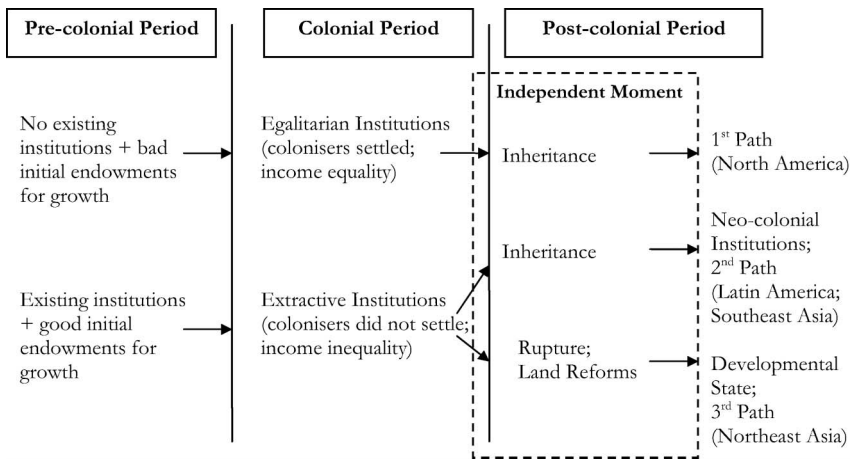 Pre-colonial Period
Colonial Period
Post-colonial Period
Independent Moment
No existing
institutions + bad
initial endowments
for growth
Egalitarian Institutions
(colonisers settled;
income equality)
Inheritance
1st Path
(North America)
Existing institutions
+ good initial
endowments for
growth
Extractive Institutions
(colonisers did not settle;
income inequality)
Inheritance
Neo-colonial
Institutions;
2nd Path
(Latin America;
Southeast Asia)
Rupture;
Land Reforms
Developmental
State;
3rd Path
(Northeast Asia)